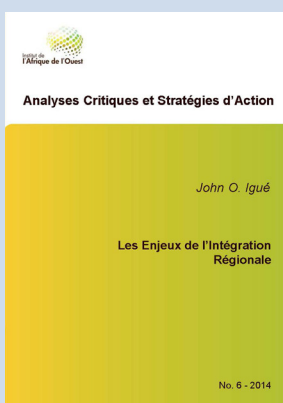 Institut de
l'Afrique de l'Ouest
Analyses Critiques et Stratégies d'Action
John O. Igué
Les Enjeux de l'Intégration
Régionale
No. 6 - 2014